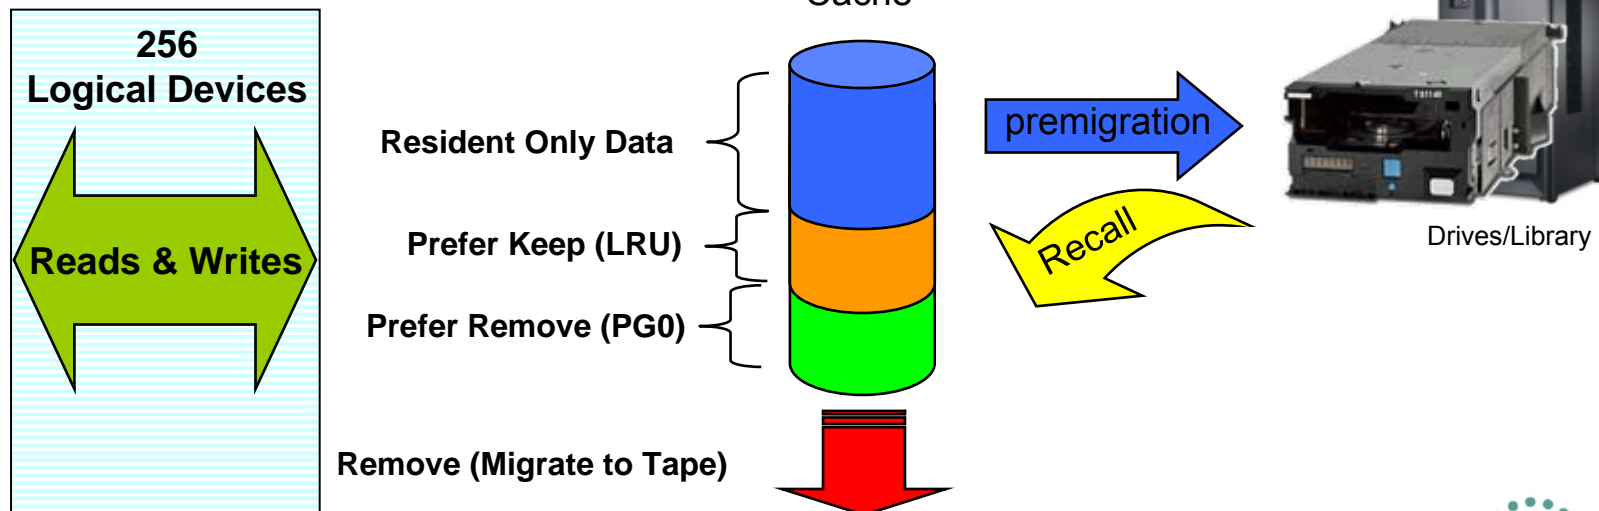 Cache
256
Logical Devices
Reads & Writes
Resident Only Data
Prefer Keep (LRU)
Prefer Remove (PG0)
Remove (Migrate to Tape)
premigration
Recall
Drives/Library